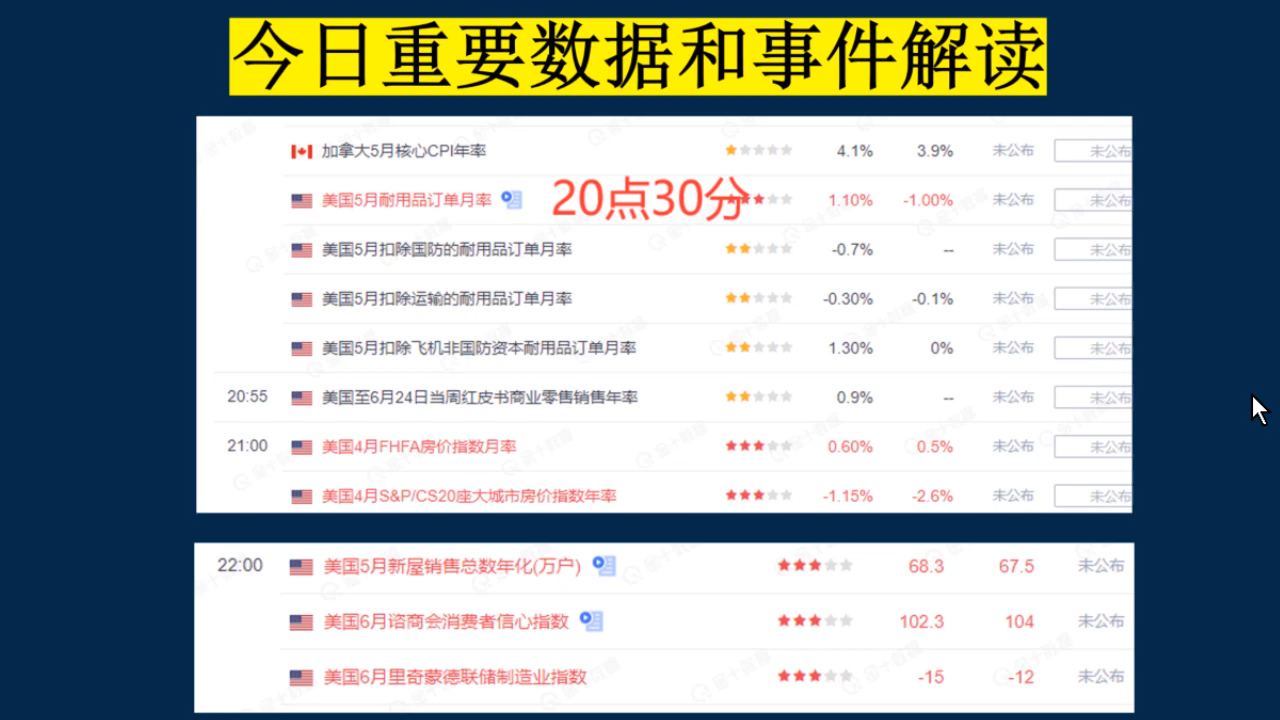 今日重要数据和事件解读
加拿大5月核心CPI年率 4.1% 3.9% 未公布 未公布
美国5月耐用品订单月率 20点30分 1.10% -1.00% 未公布 未公布
美国5月扣除国防的耐用品订单月率 -0.7% -- 未公布 未公布
美国5月扣除运输的耐用品订单月率 -0.30% -0.1% 未公布 未公布
美国5月扣除飞机非国防资本耐用品订单月率 1.30% 0% 未公布 未公布
20:55 美国至6月24日当周红皮书商业零售销售年率 0.9% -- 未公布 未公布
21:00 美国4月FHFA房价指数月率 0.60% 0.5% 未公布 未公布
美国4月S&P/CS20座大城市房价指数年率 -1.15% -2.6% 未公布 未公布
22:00 美国5月新屋销售总数年化(万户) 68.3 67.5 未公布
美国6月谘商会消费者信心指数 102.3 104 未公布
美国6月里奇蒙德联储制造业指数 -15 -12 未公布